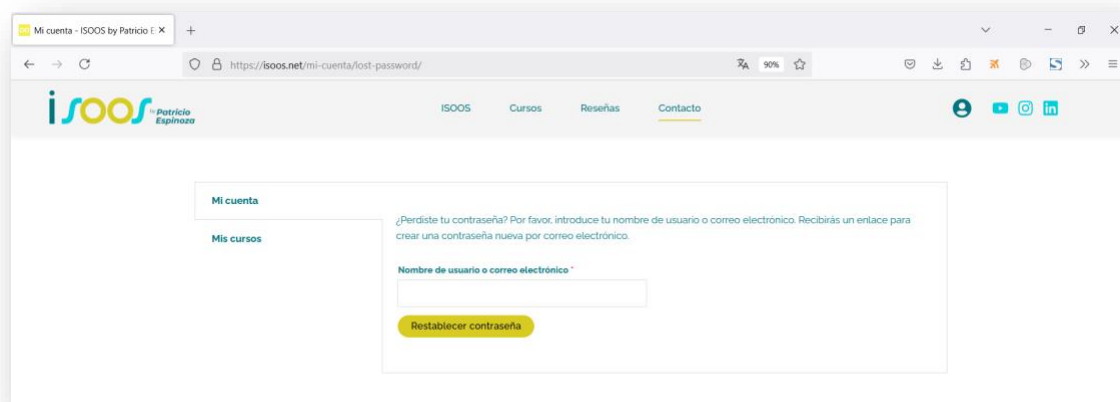 Mi cuenta - ISOOS by Patricio E
https://isoos.net/mi-cuenta/lost-password/
90%
isoos by Patricio
Espinoza
ISOOS Cursos Reseñas Contacto
Mi cuenta
Mis cursos
¿Perdiste tu contraseña? Por favor, introduce tu nombre de usuario o correo electrónico. Recibirás un enlace para
crear una contraseña nueva por correo electrónico.
Nombre de usuario o correo electrónico *
Restablecer contraseña